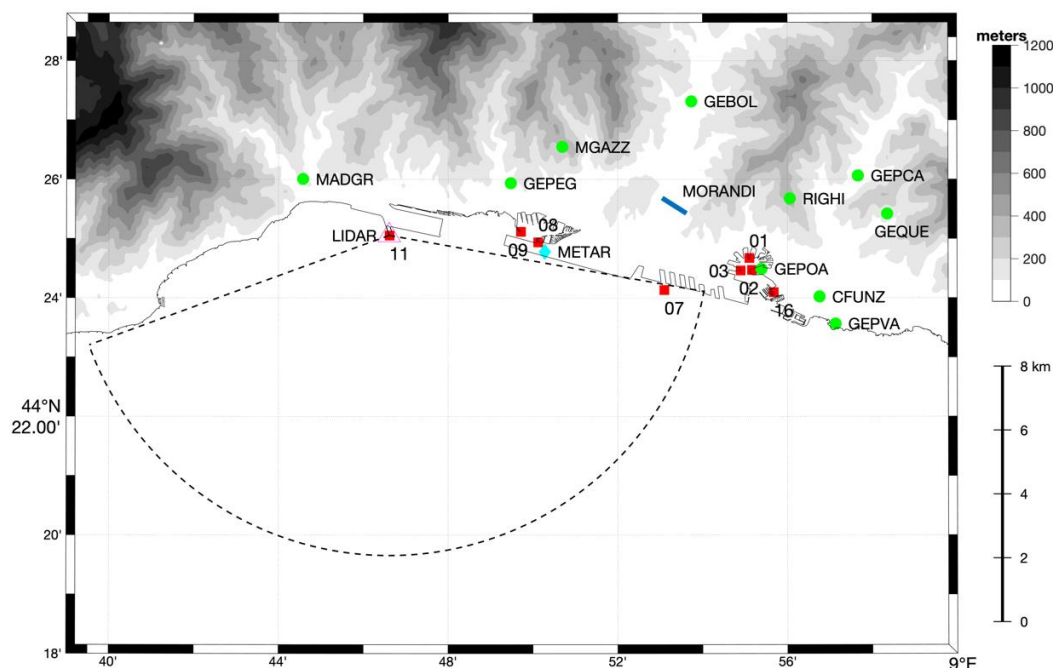 meters
1200
1000
800
600
400
200
0
28'
26'
24'
44°N
22.00'
20'
18'
40'
44'
48'
52'
56'
9°E
GEBOL
MGAZZ
MADGR
GEPEG
MORANDI
GEPCA
RIGHI
GEQUE
LIDAR
11
08
09
METAR
01
03
GEPOA
02
07
16
CFUNZ
GEPVA
8 km
6
4
2
0